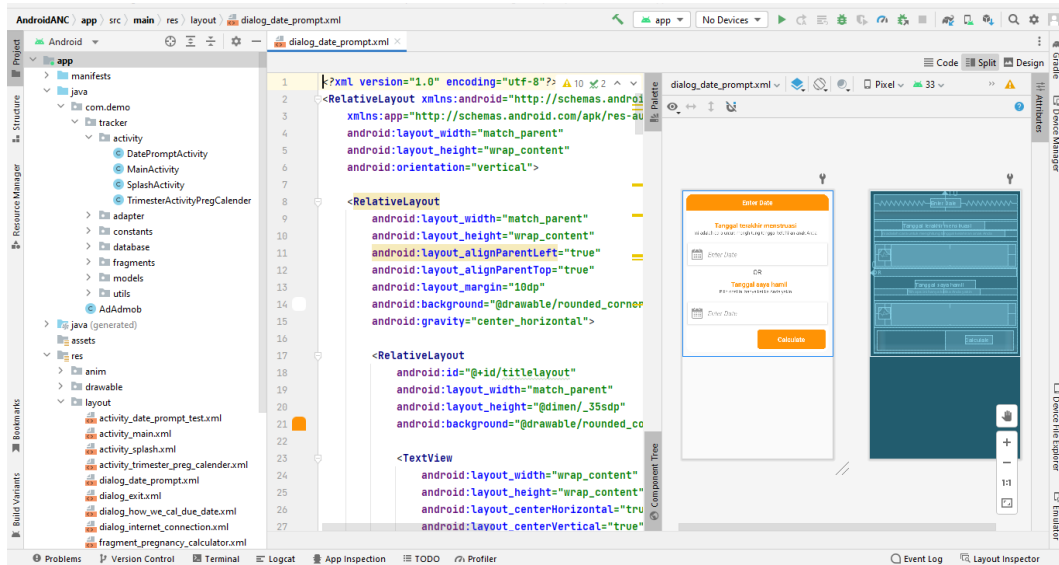 AndroidANC app src main res layout dialog_date_prompt.xml
app No Devices
Android
dialog_date_prompt.xml
Code Split Design
Project
Structure
Resource Manager
Bookmarks
Build Variants
app
manifests
java
com.demo
tracker
activity
DatePromptActivity
MainActivity
SplashActivity
TrimesterActivityPregCalender
adapter
constants
database
fragments
models
utils
AdAdmob
java (generated)
assets
res
anim
drawable
layout
activity_date_prompt_test.xml
activity_main.xml
activity_splash.xml
activity_trimester_preg_calender.xml
dialog_date_prompt.xml
dialog_exit.xml
dialog_how_we_cal_due_date.xml
dialog_internet_connection.xml
fragment_pregnancy_calculator.xml
1 <?xml version="1.0" encoding="utf-8"?> 10 2
2 <RelativeLayout xmlns:android="http://schemas.androi
3 xmlns:app="http://schemas.android.com/apk/res-au
4 android:layout_width="match_parent"
5 android:layout_height="wrap_content"
6 android:orientation="vertical">
7
8 <RelativeLayout
9 android:layout_width="match_parent"
10 android:layout_height="wrap_content"
11 android:layout_alignParentLeft="true"
12 android:layout_alignParentTop="true"
13 android:layout_margin="10dp"
14 android:background="@drawable/rounded_corner
15 android:gravity="center_horizontal">
16
17 <RelativeLayout
18 android:id="@+id/titlelayout"
19 android:layout_width="match_parent"
20 android:layout_height="@dimen/_35sdp"
21 android:background="@drawable/rounded_co
22
23 <TextView
24 android:layout_width="wrap_content"
25 android:layout_height="wrap_content"
26 android:layout_centerHorizontal="tru
27 android:layout_centerVertical="true"
Palette
Component Tree
dialog_date_prompt.xml Pixel 33
Enter Date
Tanggal terakhir menstruasi
Enter Date
OR
Tanggal saya hamil
Enter Date
Calculate
Enter Date
Tanggal terakhir menstruasi
OR
Tanggal saya hamil
Calculate
1:1
Gradle
Attributes
Device Manager
Device File Explorer
Emulator
Problems Version Control Terminal Logcat App Inspection TODO Profiler Event Log Layout Inspector